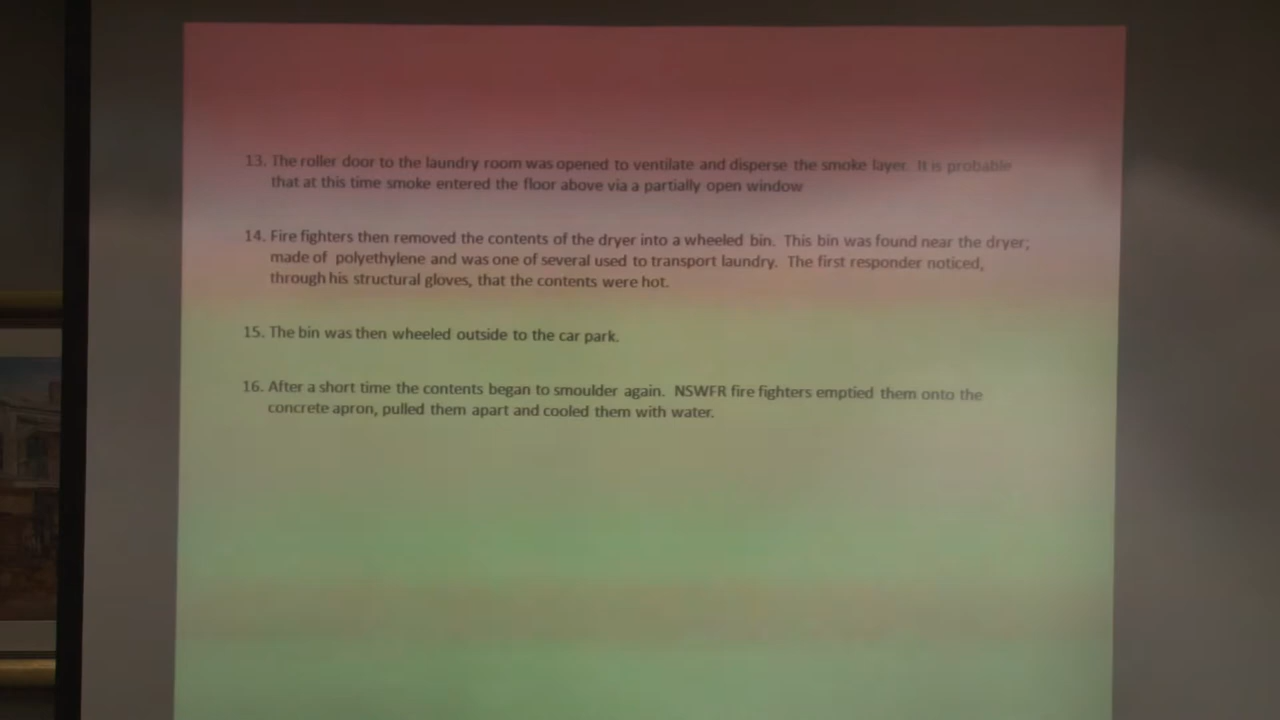 13. The roller door to the laundry room was opened to ventilate and disperse the smoke layer. It is probable
that at this time smoke entered the floor above via a partially open window
14. Fire fighters then removed the contents of the dryer into a wheeled bin. This bin was found near the dryer;
made of polyethylene and was one of several used to transport laundry. The first responder noticed,
through his structural gloves, that the contents were hot.
15. The bin was then wheeled outside to the car park.
16. After a short time the contents began to smoulder again. NSWFR fire fighters emptied them onto the
concrete apron, pulled them apart and cooled them with water.